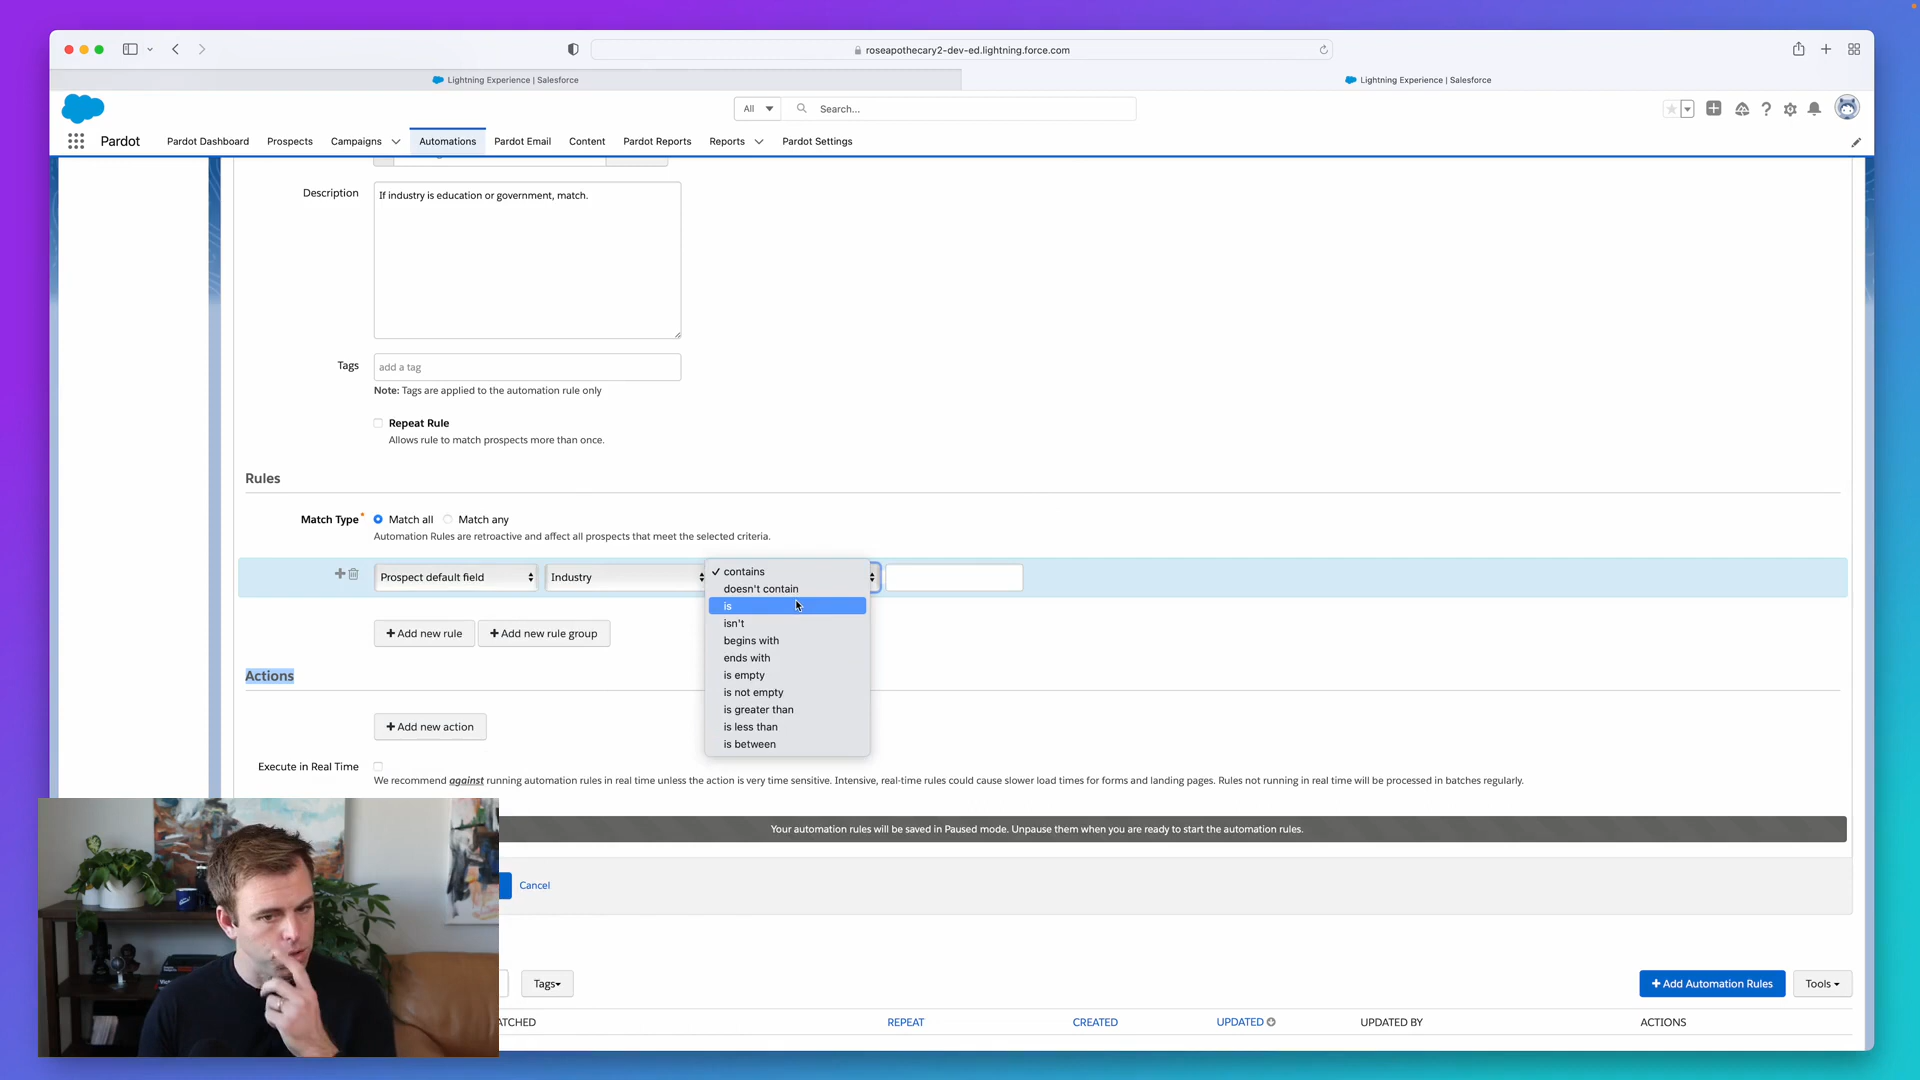 roseapothecary2-dev-ed.lightning.force.com
Lightning Experience | Salesforce
Lightning Experience | Salesforce
All
Search...
Pardot
Pardot Dashboard
Prospects
Campaigns
Automations
Pardot Email
Content
Pardot Reports
Reports
Pardot Settings
Description
If industry is education or government, match.
Tags
add a tag
Note: Tags are applied to the automation rule only
Repeat Rule
Allows rule to match prospects more than once.
Rules
Match Type*
Match all
Match any
Automation Rules are retroactive and affect all prospects that meet the selected criteria.
Prospect default field
Industry
✓ contains
doesn't contain
is
isn't
begins with
ends with
is empty
is not empty
is greater than
is less than
is between
+ Add new rule
+ Add new rule group
Actions
+ Add new action
Execute in Real Time
We recommend against running automation rules in real time unless the action is very time sensitive. Intensive, real-time rules could cause slower load times for forms and landing pages. Rules not running in real time will be processed in batches regularly.
Your automation rules will be saved in Paused mode. Unpause them when you are ready to start the automation rules.
Cancel
Tags
+ Add Automation Rules
Tools
ATCHED
REPEAT
CREATED
UPDATED
UPDATED BY
ACTIONS